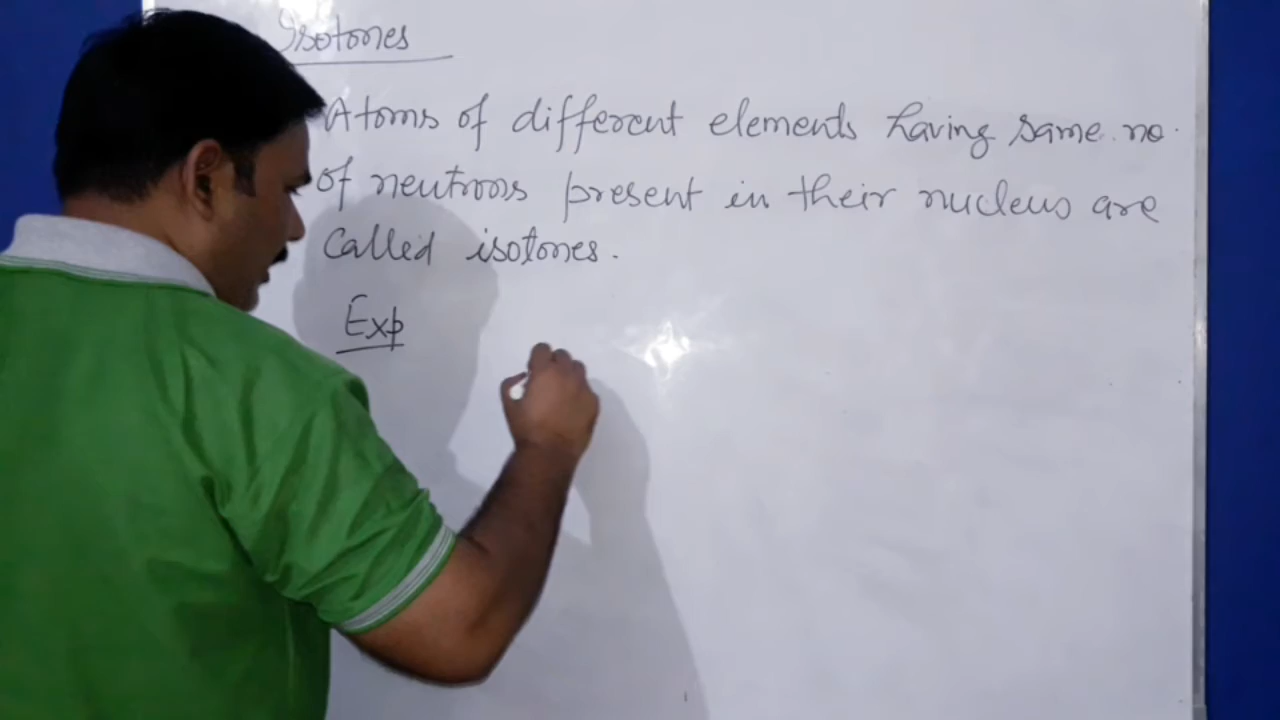 Isotones
Atoms of different elements having same no.
of neutrons present in their nucleus are
called isotones.
Exp